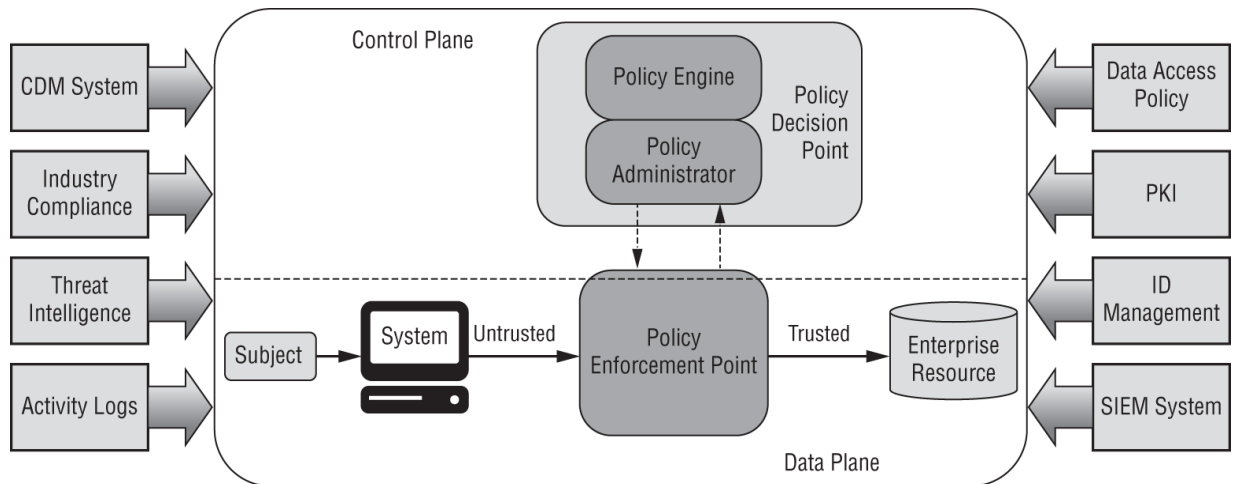 Control Plane
CDM System
Industry
Compliance
Threat
Intelligence
Activity Logs
Policy Engine
Policy
Administrator
Policy
Decision
Point
Subject
System
Untrusted
Policy
Enforcement Point
Trusted
Enterprise
Resource
Data Plane
Data Access
Policy
PKI
ID
Management
SIEM System